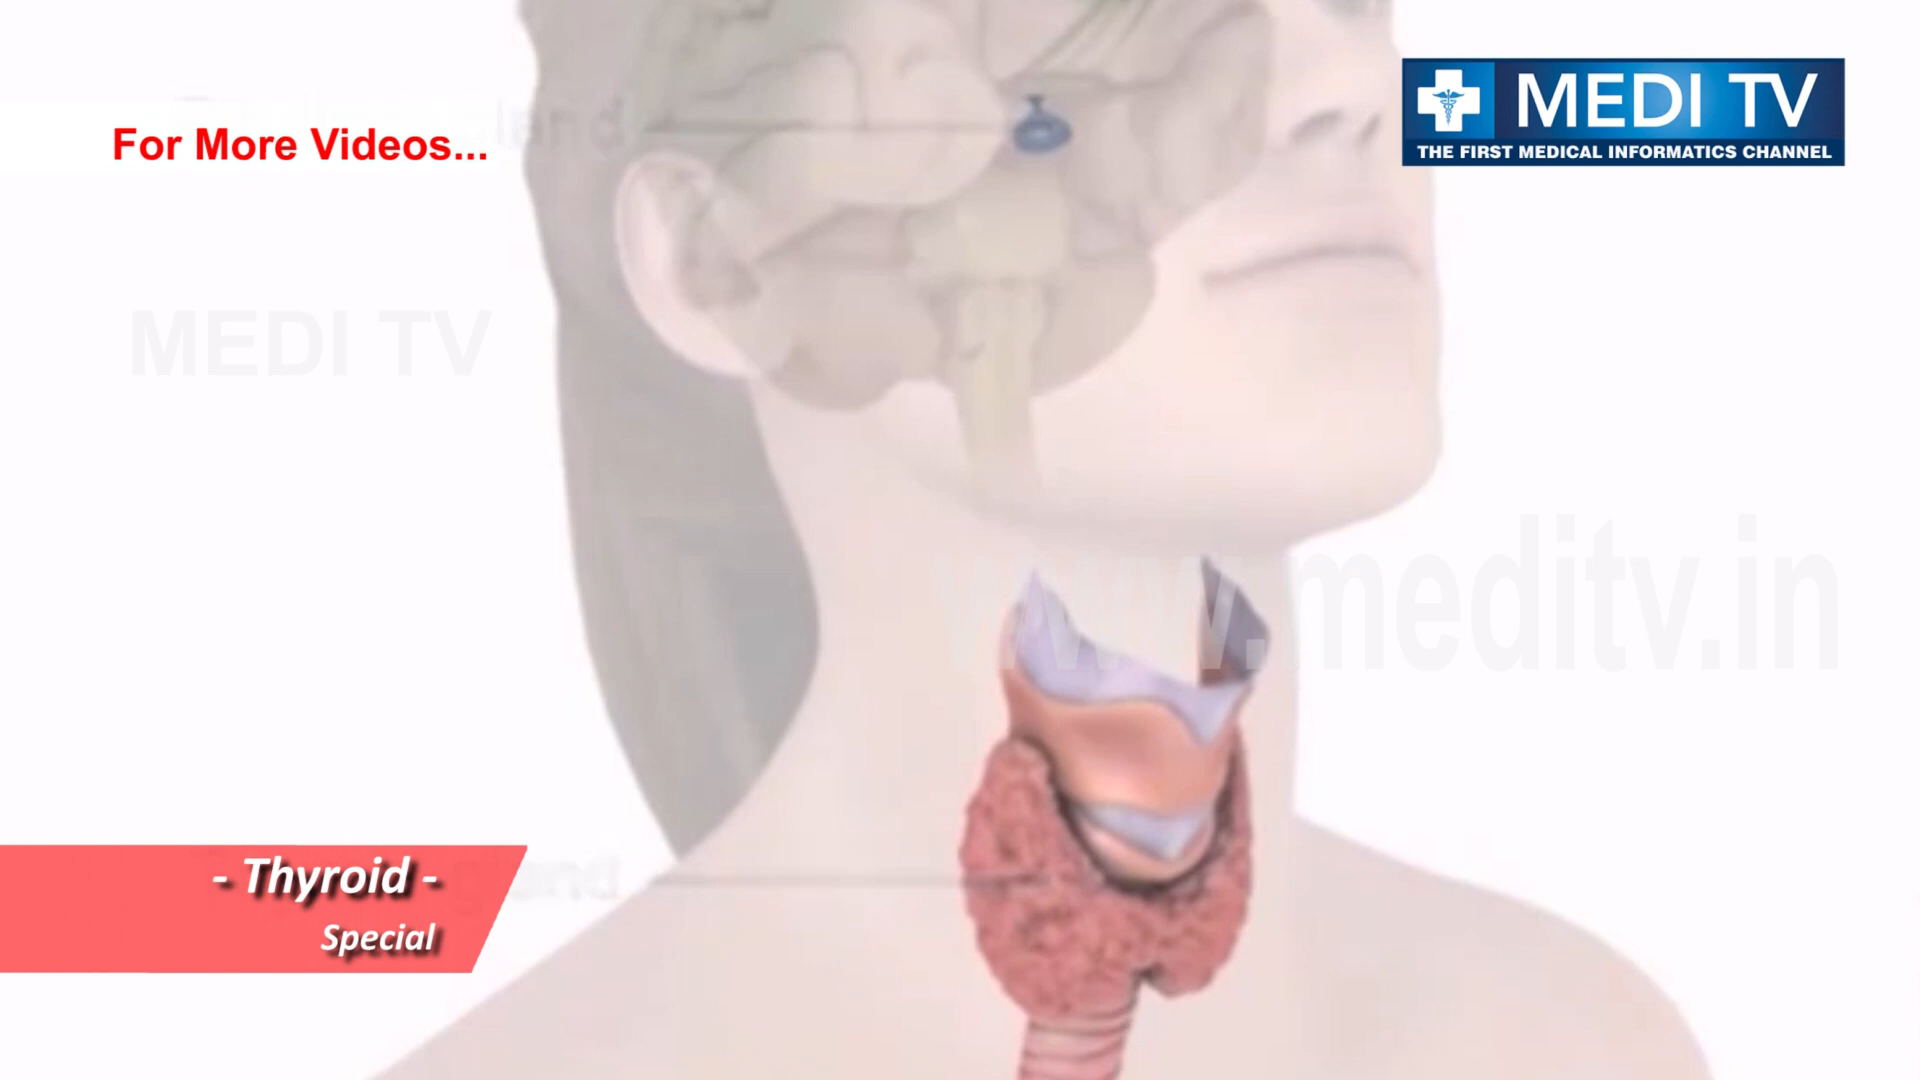 For More Videos...
MEDI TV
THE FIRST MEDICAL INFORMATICS CHANNEL
MEDI TV
www.meditv.in
- Thyroid -
Special